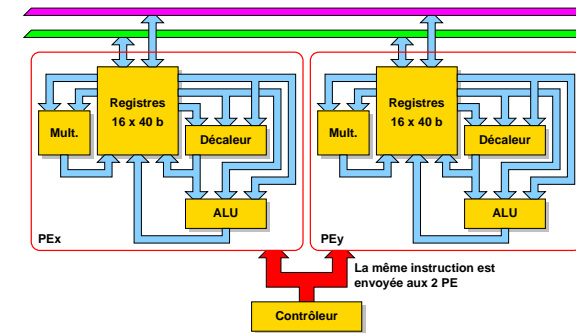 Registres
16 x 40 b
Mult.
Décaleur
ALU
PEx
Registres
16 x 40 b
Mult.
Décaleur
ALU
PEy
La même instruction est
envoyée aux 2 PE
Contrôleur